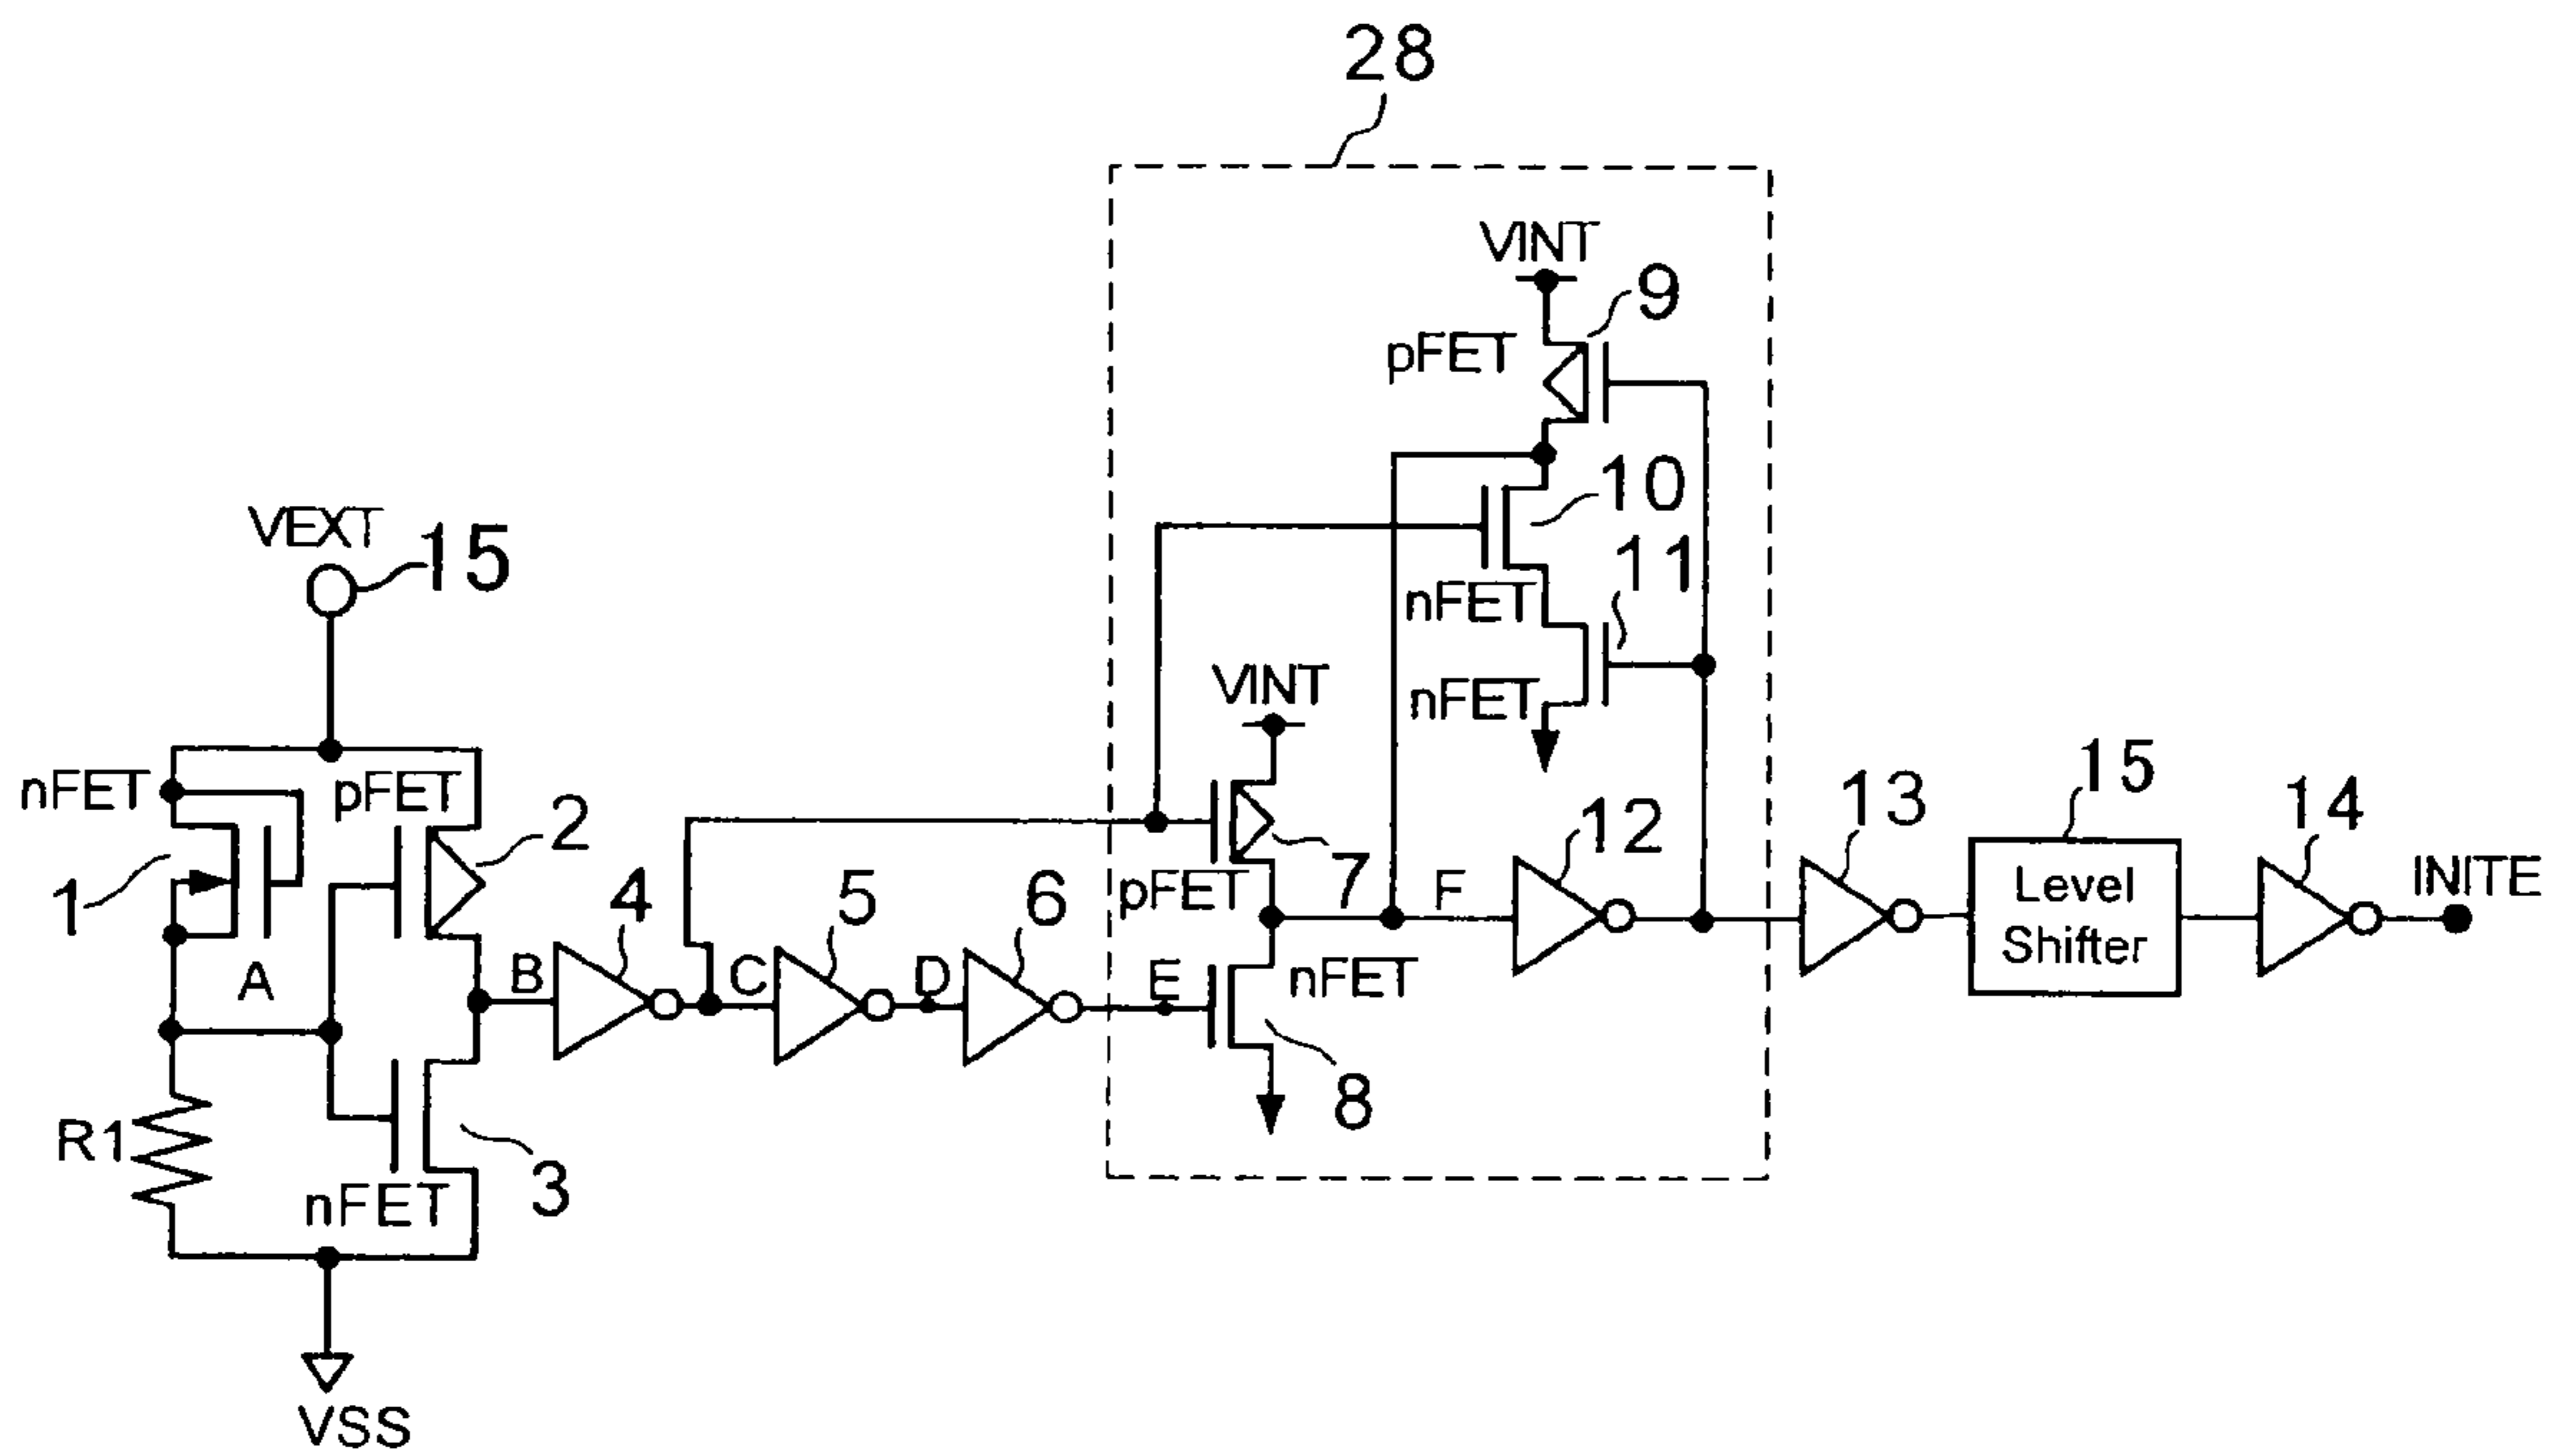 28
VINT
9
pFET
10
VEXT
15
11
nFET
VINT
nFET
nFET
pFET
2
15
13
14
12
Level
Shifter
INITE
1
4
5
6
pFET
7
F
A
B
C
D
E
nFET
R1
8
3
nFET
VSS